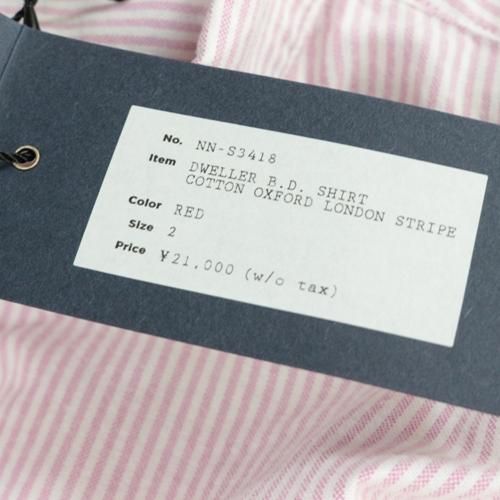 No. NN-S3418
Item DWELLER B.D. SHIRT
COTTON OXFORD LONDON STRIPE
Color RED
Size 2
Price ¥21,000 (w/o tax)